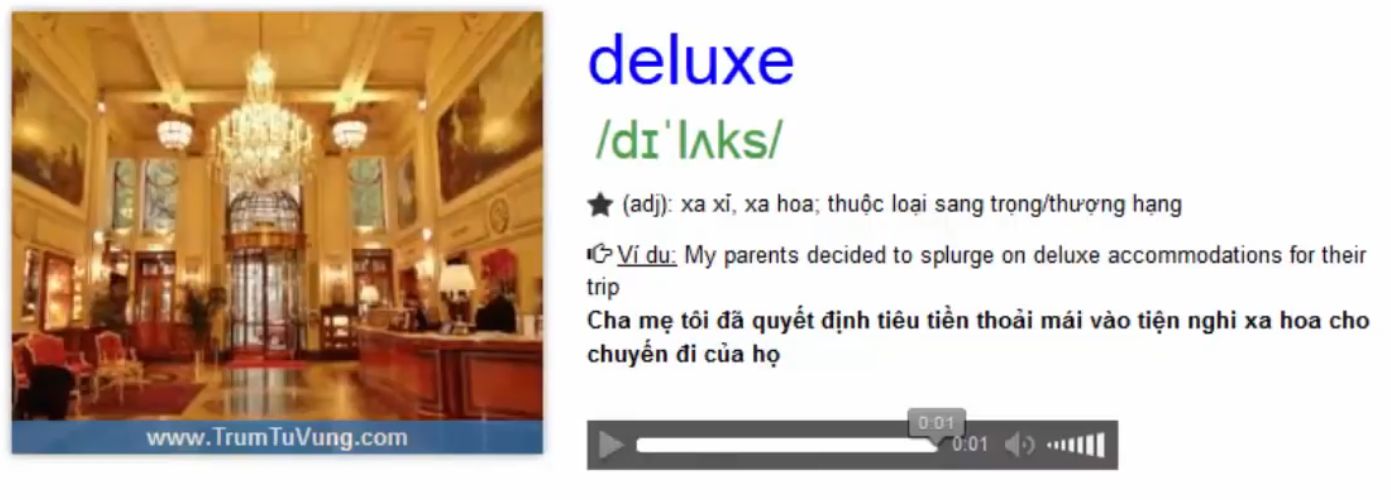 deluxe
/dɪˈlʌks/
(adj): xa xỉ, xa hoa; thuộc loại sang trọng/thượng hạng
Ví du: My parents decided to splurge on deluxe accommodations for their
trip
Cha mẹ tôi đã quyết định tiêu tiền thoải mái vào tiện nghi xa hoa cho
chuyến đi của họ
www.TrumTuVung.com
0:01
0:01